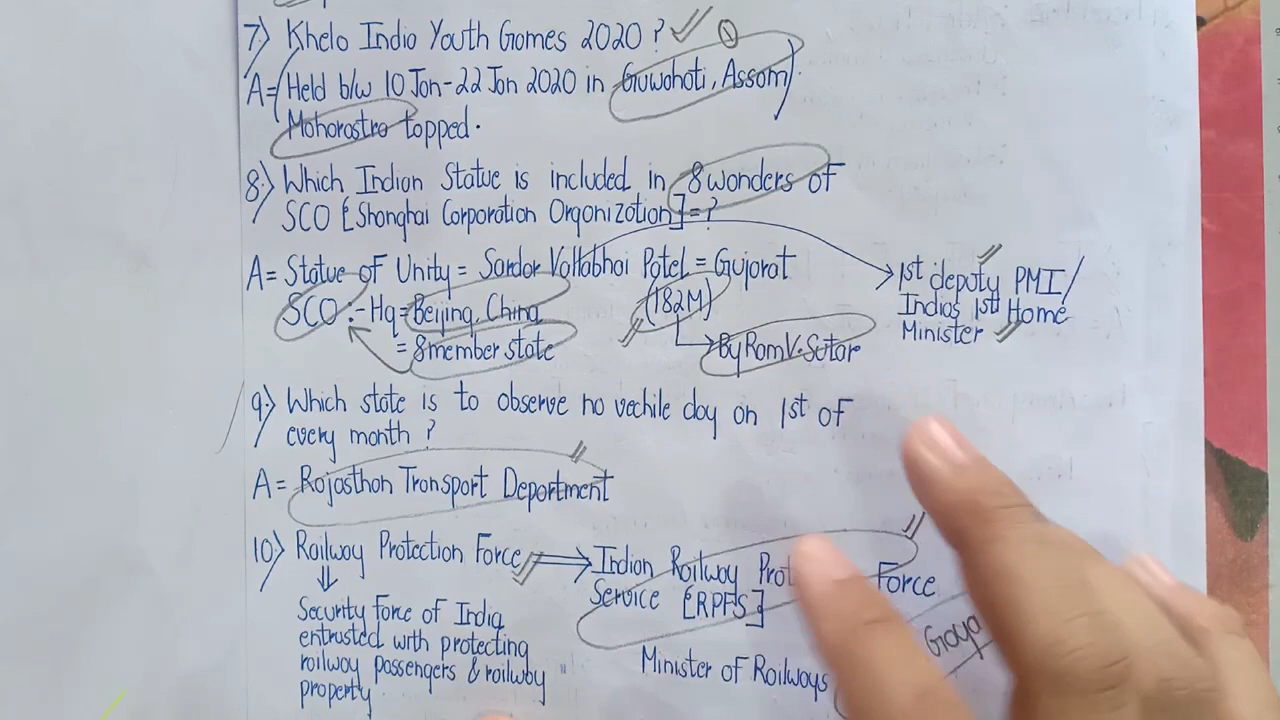 7) Khelo India Youth Games 2020?
A= Held b/w 10 Jan-22 Jan 2020 in Guwahati, Assam
Maharastra topped.
8) Which Indian Statue is included in 8 wonders of
SCO [Shanghai Corporation Organization]=?
A= Statue of Unity = Sardar Vallabhai Patel = Gujarat
(182M)
By Ram V. Sutar
1st deputy PMI/
Indias 1st Home
Minister
SCO :- Hq = Beijing, China
= 8 member state
9) Which state is to observe no vechile day on 1st of
every month ?
A= Rajasthan Transport Department
10) Railway Protection Force
Security force of India
entrusted with protecting
railway passengers & railway
property
Indian Railway Force
Service [RPFS]
Minister of Railways
Goya